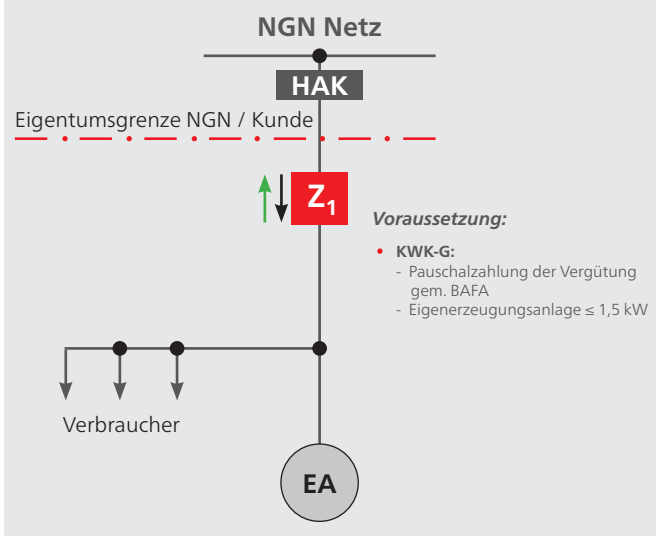 NGN Netz
HAK
Eigentumsgrenze NGN / Kunde
Z1
Voraussetzung:
• KWK-G:
- Pauschalzahlung der Vergütung
gem. BAFA
- Eigenerzeugungsanlage ≤ 1,5 kW
Verbraucher
EA